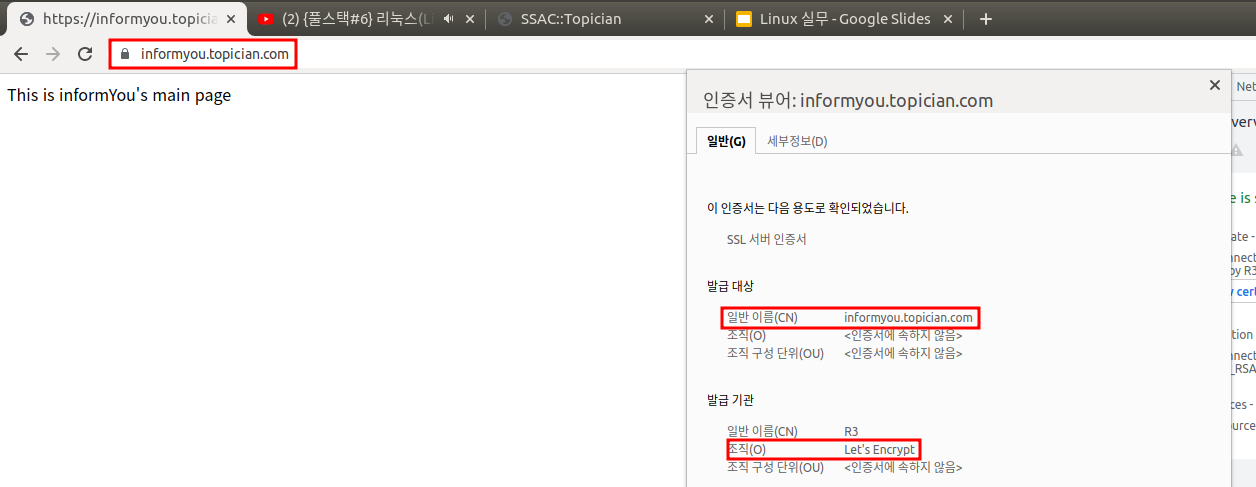 https://informyou.topicia
(2) {풀스택#6} 리눅스(L
SSAC::Topician
Linux 실무 - Google Slides
informyou.topician.com
This is informYou's main page
인증서 뷰어: informyou.topician.com
일반(G)
세부정보(D)
이 인증서는 다음 용도로 확인되었습니다.
SSL 서버 인증서
발급 대상
일반 이름(CN) informyou.topician.com
조직(O) <인증서에 속하지 않음>
조직 구성 단위(OU) <인증서에 속하지 않음>
발급 기관
일반 이름(CN) R3
조직(O) Let's Encrypt
조직 구성 단위(OU) <인증서에 속하지 않음>
Net
verv
e is s
ate -
nnect
by R3
v cert
tion
nnect
_RSA
ces -
ource